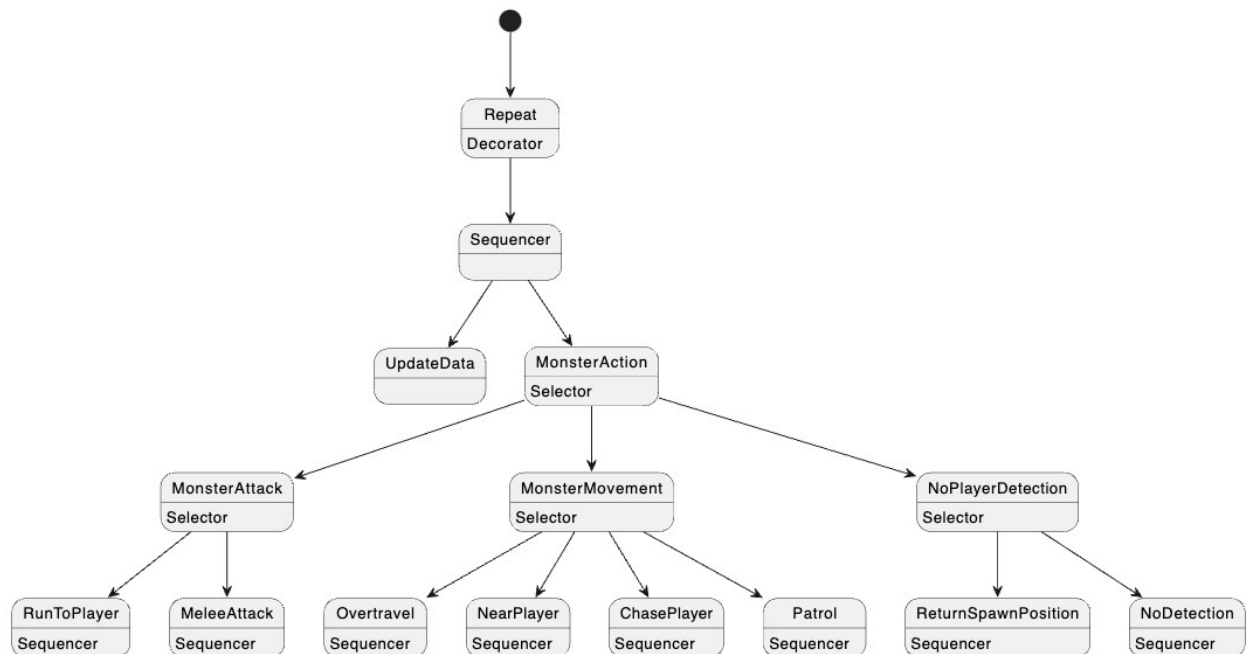 Repeat
Decorator
Sequencer
UpdateData
MonsterAction
Selector
MonsterAttack
Selector
MonsterMovement
Selector
NoPlayerDetection
Selector
RunToPlayer
Sequencer
MeleeAttack
Sequencer
Overtravel
Sequencer
NearPlayer
Sequencer
ChasePlayer
Sequencer
Patrol
Sequencer
ReturnSpawnPosition
Sequencer
NoDetection
Sequencer